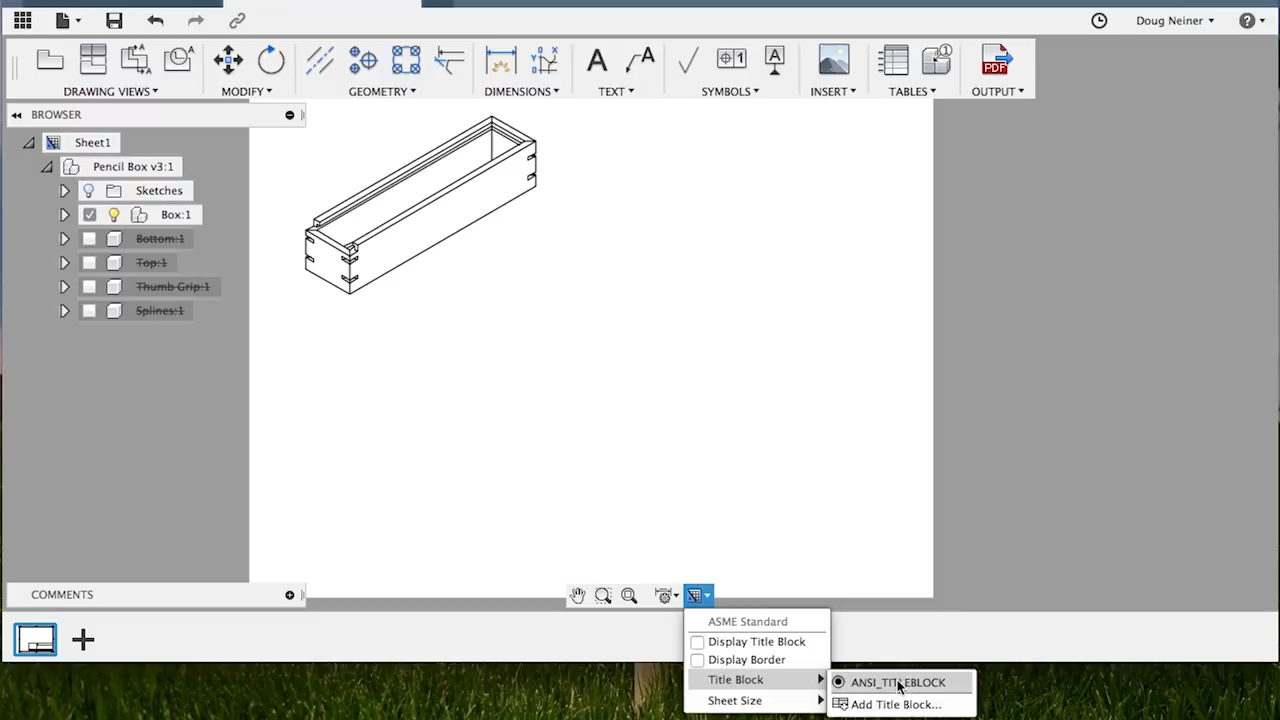 Doug Neiner
DRAWING VIEWS
MODIFY
GEOMETRY
DIMENSIONS
TEXT
SYMBOLS
INSERT
TABLES
OUTPUT
PDF
BROWSER
Sheet1
Pencil Box v3:1
Sketches
Box:1
Bottom:1
Top:1
Thumb Grip:1
Splines:1
COMMENTS
ASME Standard
Display Title Block
Display Border
Title Block
Sheet Size
ANSI_TITLEBLOCK
Add Title Block...